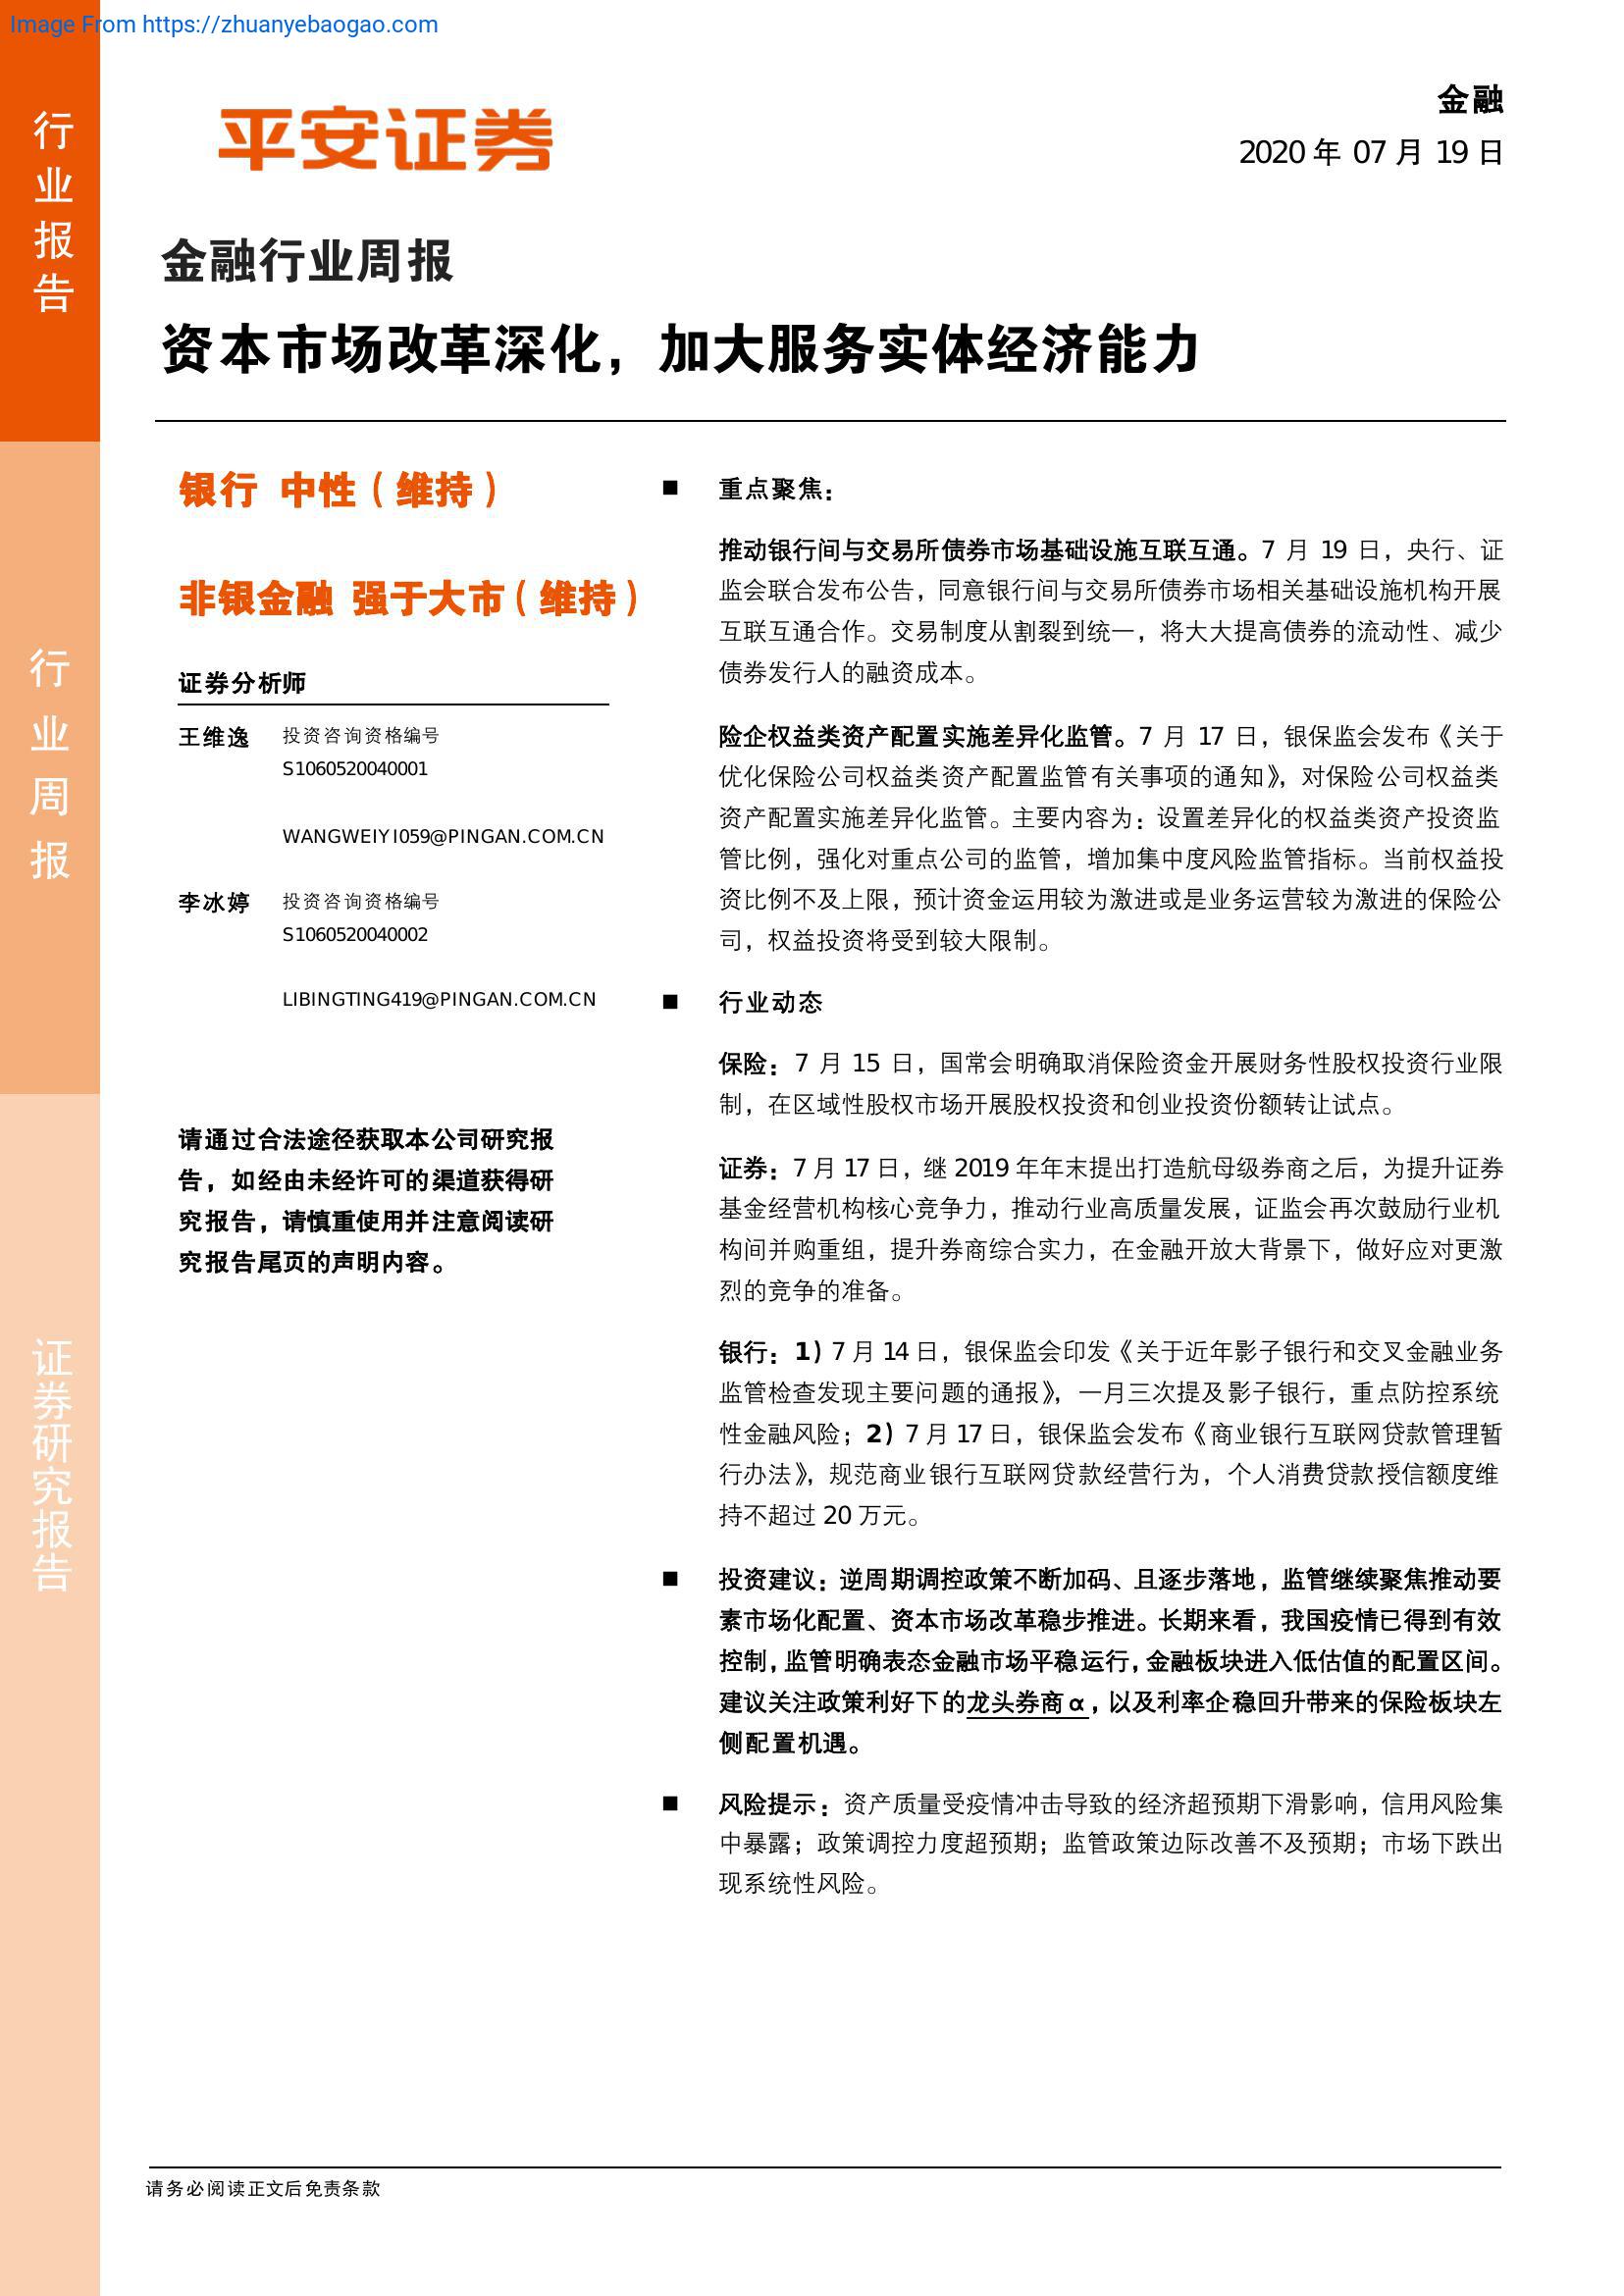 Image From https://zhuanyebaogao.com
行业报告
行业周报
证券研究报告
平安证券
金融
2020 年 07 月 19 日
金融行业周报
资本市场改革深化，加大服务实体经济能力
银行 中性（维持）
非银金融 强于大市（维持）
证券分析师
王维逸 投资咨询资格编号
S1060520040001
WANGWEIYI059@PINGAN.COM.CN
李冰婷 投资咨询资格编号
S1060520040002
LIBINGTING419@PINGAN.COM.CN
请通过合法途径获取本公司研究报
告，如经由未经许可的渠道获得研
究报告，请慎重使用并注意阅读研
究报告尾页的声明内容。
■ 重点聚焦：
推动银行间与交易所债券市场基础设施互联互通。7 月 19 日，央行、证
监会联合发布公告，同意银行间与交易所债券市场相关基础设施机构开展
互联互通合作。交易制度从割裂到统一，将大大提高债券的流动性、减少
债券发行人的融资成本。
险企权益类资产配置实施差异化监管。7 月 17 日，银保监会发布《关于
优化保险公司权益类资产配置监管有关事项的通知》，对保险公司权益类
资产配置实施差异化监管。主要内容为：设置差异化的权益类资产投资监
管比例，强化对重点公司的监管，增加集中度风险监管指标。当前权益投
资比例不及上限，预计资金运用较为激进或是业务运营较为激进的保险公
司，权益投资将受到较大限制。
■ 行业动态
保险：7 月 15 日，国常会明确取消保险资金开展财务性股权投资行业限
制，在区域性股权市场开展股权投资和创业投资份额转让试点。
证券：7 月 17 日，继 2019 年年末提出打造航母级券商之后，为提升证券
基金经营机构核心竞争力，推动行业高质量发展，证监会再次鼓励行业机
构间并购重组，提升券商综合实力，在金融开放大背景下，做好应对更激
烈的竞争的准备。
银行：1) 7 月 14 日，银保监会印发《关于近年影子银行和交叉金融业务
监管检查发现主要问题的通报》，一月三次提及影子银行，重点防控系统
性金融风险；2) 7 月 17 日，银保监会发布《商业银行互联网贷款管理暂
行办法》，规范商业银行互联网贷款经营行为，个人消费贷款授信额度维
持不超过 20 万元。
■ 投资建议：逆周期调控政策不断加码、且逐步落地，监管继续聚焦推动要
素市场化配置、资本市场改革稳步推进。长期来看，我国疫情已得到有效
控制，监管明确表态金融市场平稳运行，金融板块进入低估值的配置区间。
建议关注政策利好下的龙头券商 α，以及利率企稳回升带来的保险板块左
侧配置机遇。
■ 风险提示：资产质量受疫情冲击导致的经济超预期下滑影响，信用风险集
中暴露；政策调控力度超预期；监管政策边际改善不及预期；市场下跌出
现系统性风险。
请务必阅读正文后免责条款